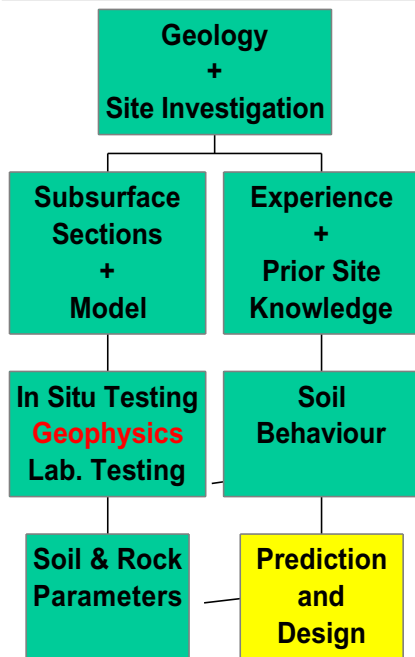 Geology
+
Site Investigation
Subsurface
Sections
+
Model
Experience
+
Prior Site
Knowledge
In Situ Testing
Geophysics
Lab. Testing
Soil
Behaviour
Soil & Rock
Parameters
Prediction
and
Design